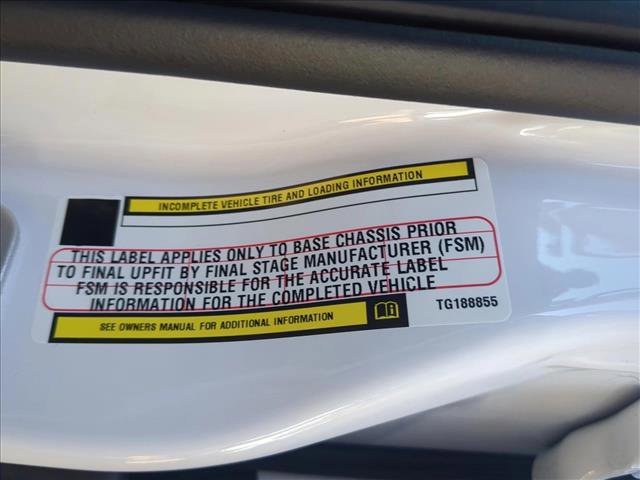 INCOMPLETE VEHICLE TIRE AND LOADING INFORMATION
THIS LABEL APPLIES ONLY TO BASE CHASSIS PRIOR
TO FINAL UPFIT BY FINAL STAGE MANUFACTURER (FSM)
FSM IS RESPONSIBLE FOR THE ACCURATE LABEL
INFORMATION FOR THE COMPLETED VEHICLE
SEE OWNERS MANUAL FOR ADDITIONAL INFORMATION
TG188855